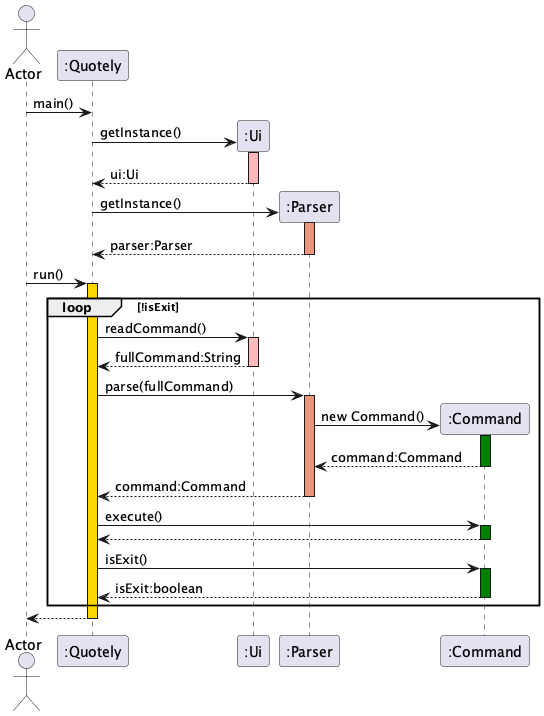 Actor
:Quotely
main()
getInstance()
:Ui
ui:Ui
getInstance()
:Parser
parser:Parser
run()
loop [!isExit]
readCommand()
fullCommand:String
parse(fullCommand)
new Command()
:Command
command:Command
command:Command
execute()
isExit()
isExit:boolean
Actor
:Quotely :Ui :Parser :Command